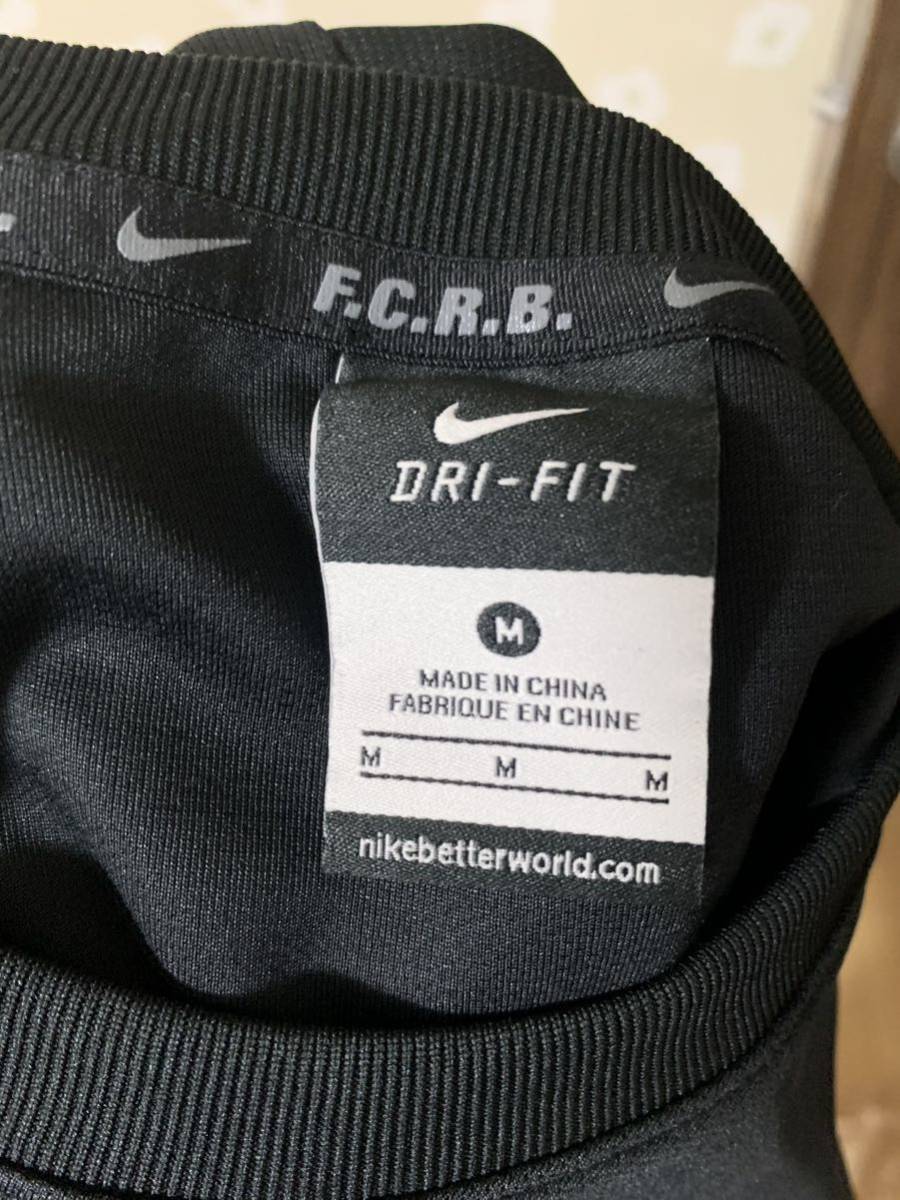 F.C.R.B.
DRI-FIT
M
MADE IN CHINA
FABRIQUE EN CHINE
M M M
nikebetterworld.com